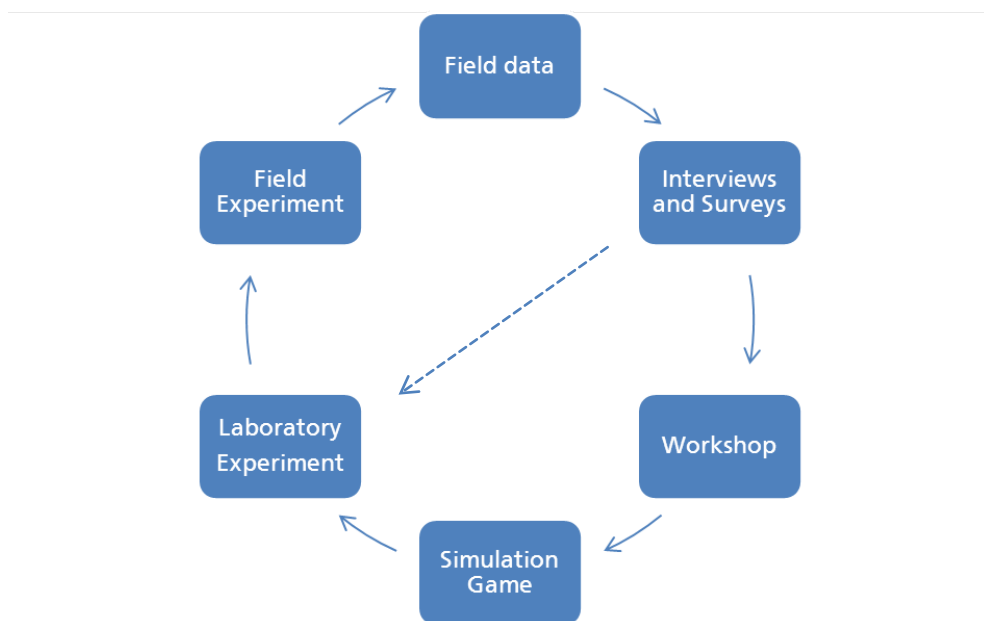 Field data
Interviews
and Surveys
Workshop
Simulation
Game
Laboratory
Experiment
Field
Experiment